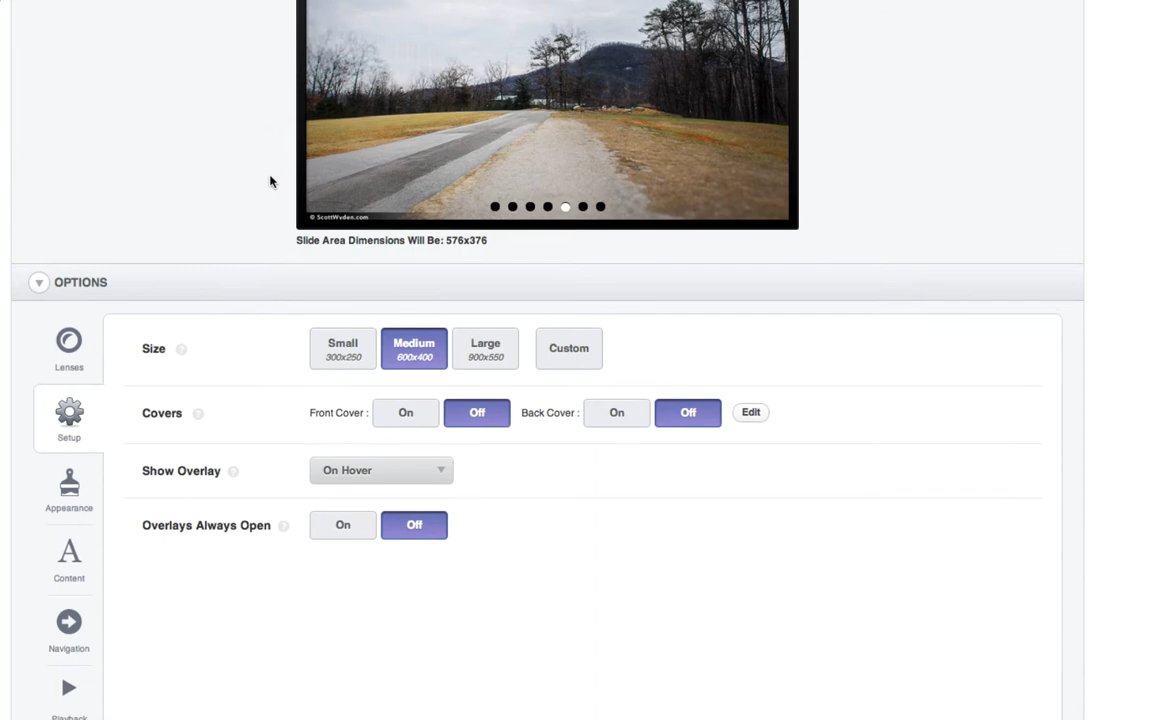 © ScottWyden.com
Slide Area Dimensions Will Be: 576x376
OPTIONS
Lenses
Setup
Appearance
Content
Navigation
Playback
Size ?
Small
300x250
Medium
600x400
Large
900x550
Custom
Covers ?
Front Cover : On Off Back Cover : On Off Edit
Show Overlay ? On Hover
Overlays Always Open ? On Off